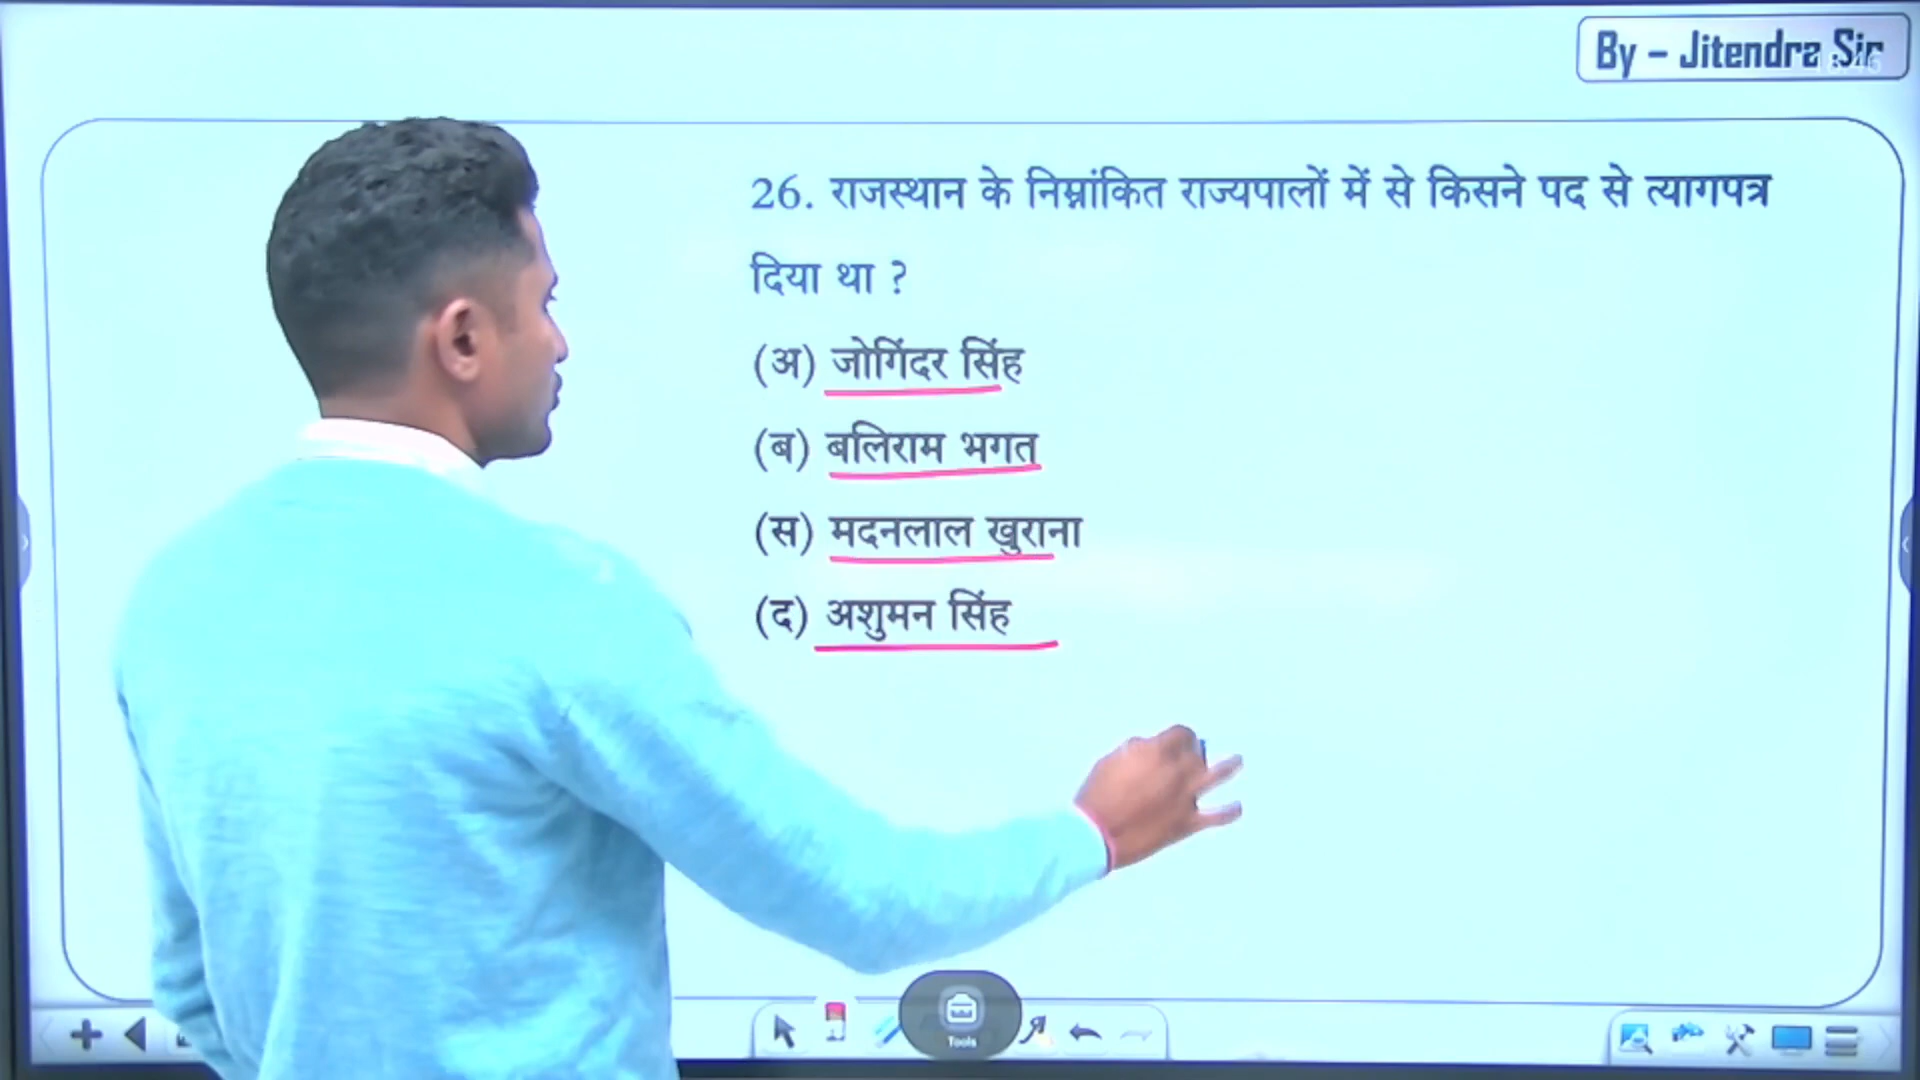 By – Jitendra Sir
26. राजस्थान के निम्नांकित राज्यपालों में से किसने पद से त्यागपत्र
दिया था ?
(अ) जोगिंदर सिंह
(ब) बलिराम भगत
(स) मदनलाल खुराना
(द) अशुमन सिंह
Tools